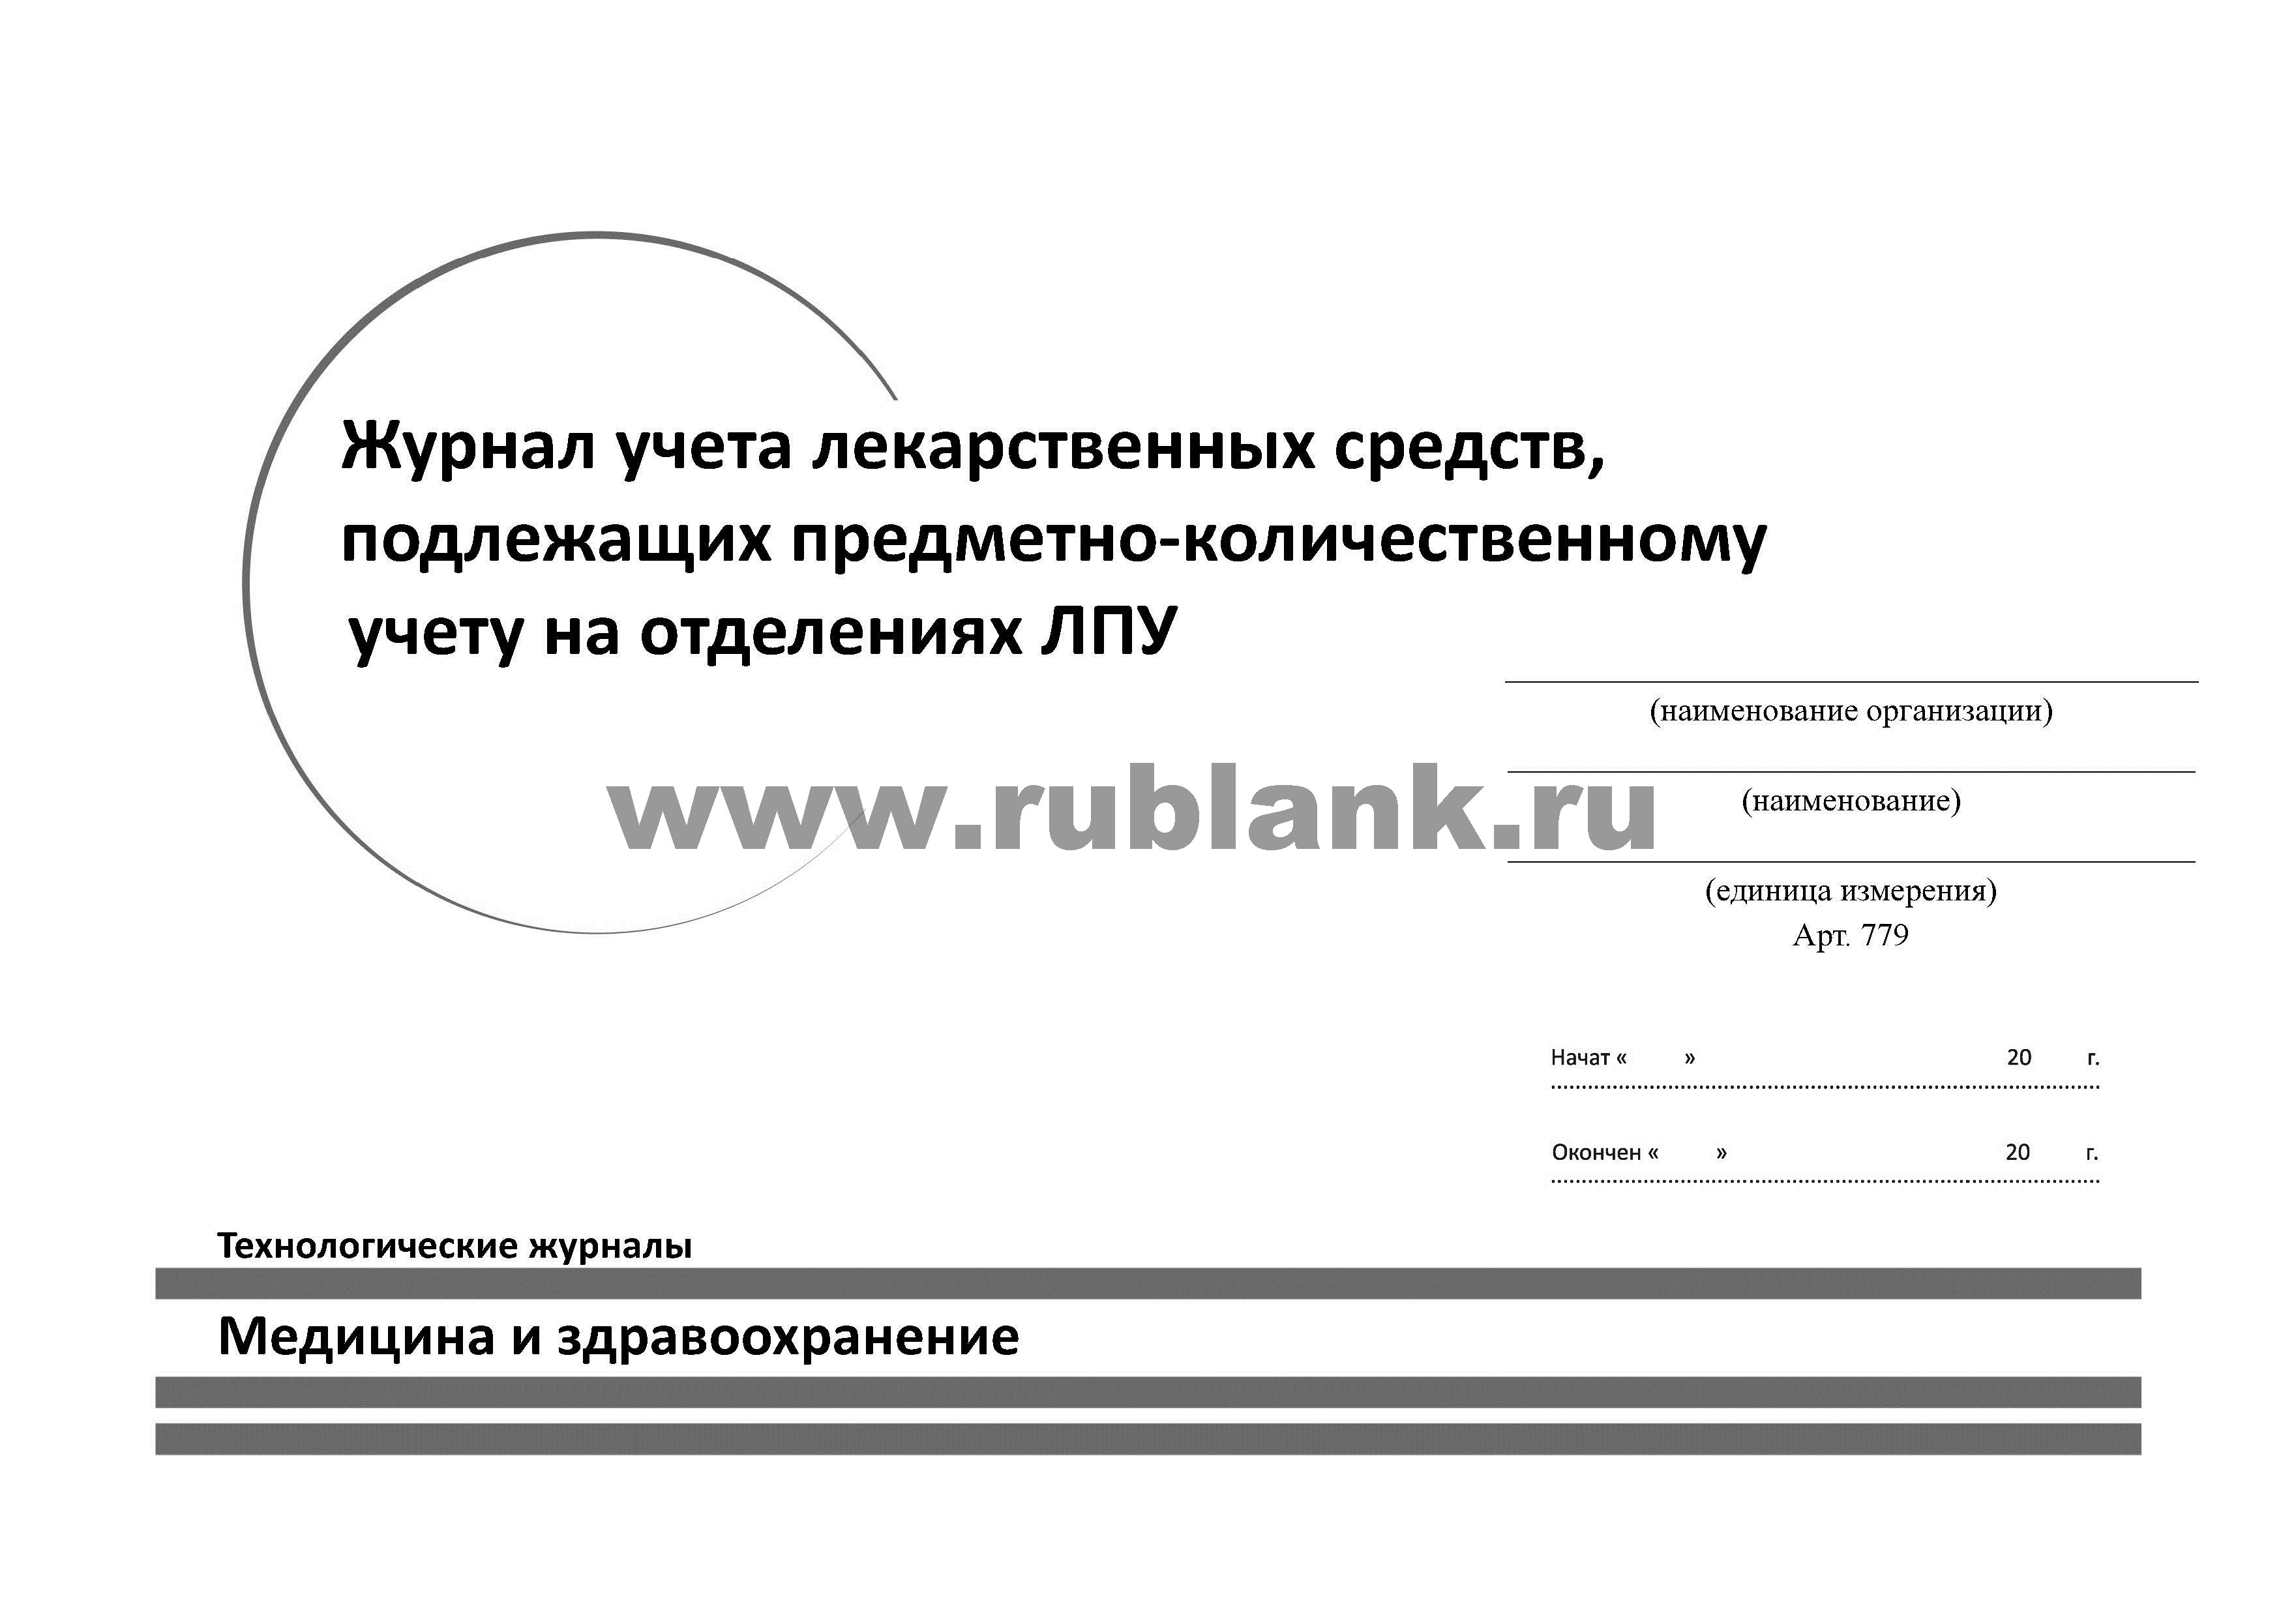 Журнал учета лекарственных средств,
подлежащих предметно-количественному
учету на отделениях ЛПУ
(наименование организации)
www.rublank.ru
(наименование)
(единица измерения)
Арт. 779
Начат « » 20 г.
Окончен « » 20 г.
Технологические журналы
Медицина и здравоохранение